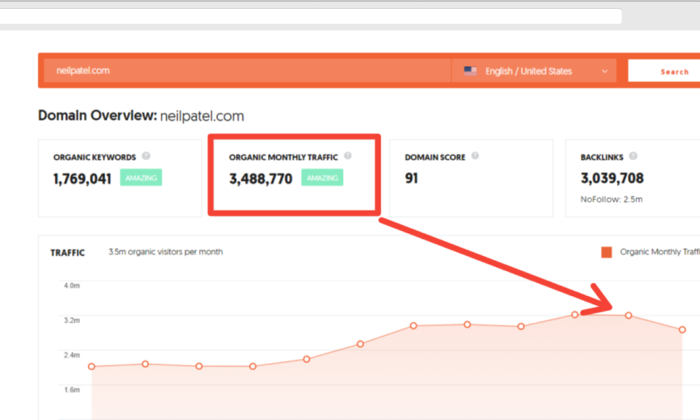 neilpatel.com
English / United States
Search
Domain Overview: neilpatel.com
ORGANIC KEYWORDS ?
1,769,041 AMAZING
ORGANIC MONTHLY TRAFFIC ?
3,488,770 AMAZING
DOMAIN SCORE ?
91
BACKLINKS ?
3,039,708
NoFollow: 2.5m
TRAFFIC 3.5m organic visitors per month
Organic Monthly Traffi
4.0m
3.2m
2.4m
1.6m